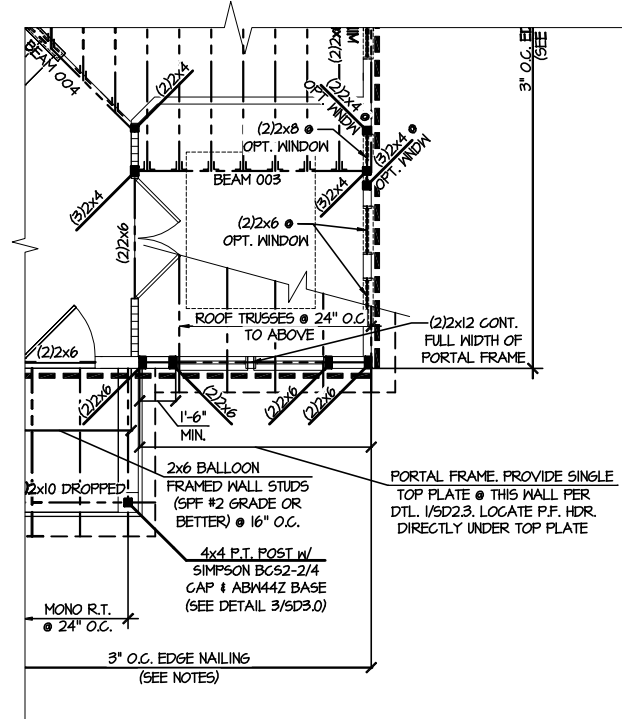 BEAM 004
(2)2x4
(2)2x4 @
OPT. WNDW
(2)2x8 @
OPT. WINDOW
(3)2x4 @
OPT. WNDW
3" O.C. ED
(SEE
BEAM 003
(3)2x4
(3)2x4
(2)2x6
(2)2x6 @
OPT. WINDOW
ROOF TRUSSES @ 24" O.C.
TO ABOVE
(2)2x12 CONT.
FULL WIDTH OF
PORTAL FRAME
(2)2x6
(2)2x6
(2)2x6
(2)2x6
(2)2x6
1'-6"
MIN.
2x6 BALLOON
FRAMED WALL STUDS
(SPF #2 GRADE OR
BETTER) @ 16" O.C.
PORTAL FRAME. PROVIDE SINGLE
TOP PLATE @ THIS WALL PER
DTL. 1/SD2.3. LOCATE P.F. HDR.
DIRECTLY UNDER TOP PLATE
)2x10 DROPPED
4x4 P.T. POST W/
SIMPSON BCS2-2/4
CAP & ABW44Z BASE
(SEE DETAIL 3/SD3.0)
MONO R.T.
@ 24" O.C.
3" O.C. EDGE NAILING
(SEE NOTES)